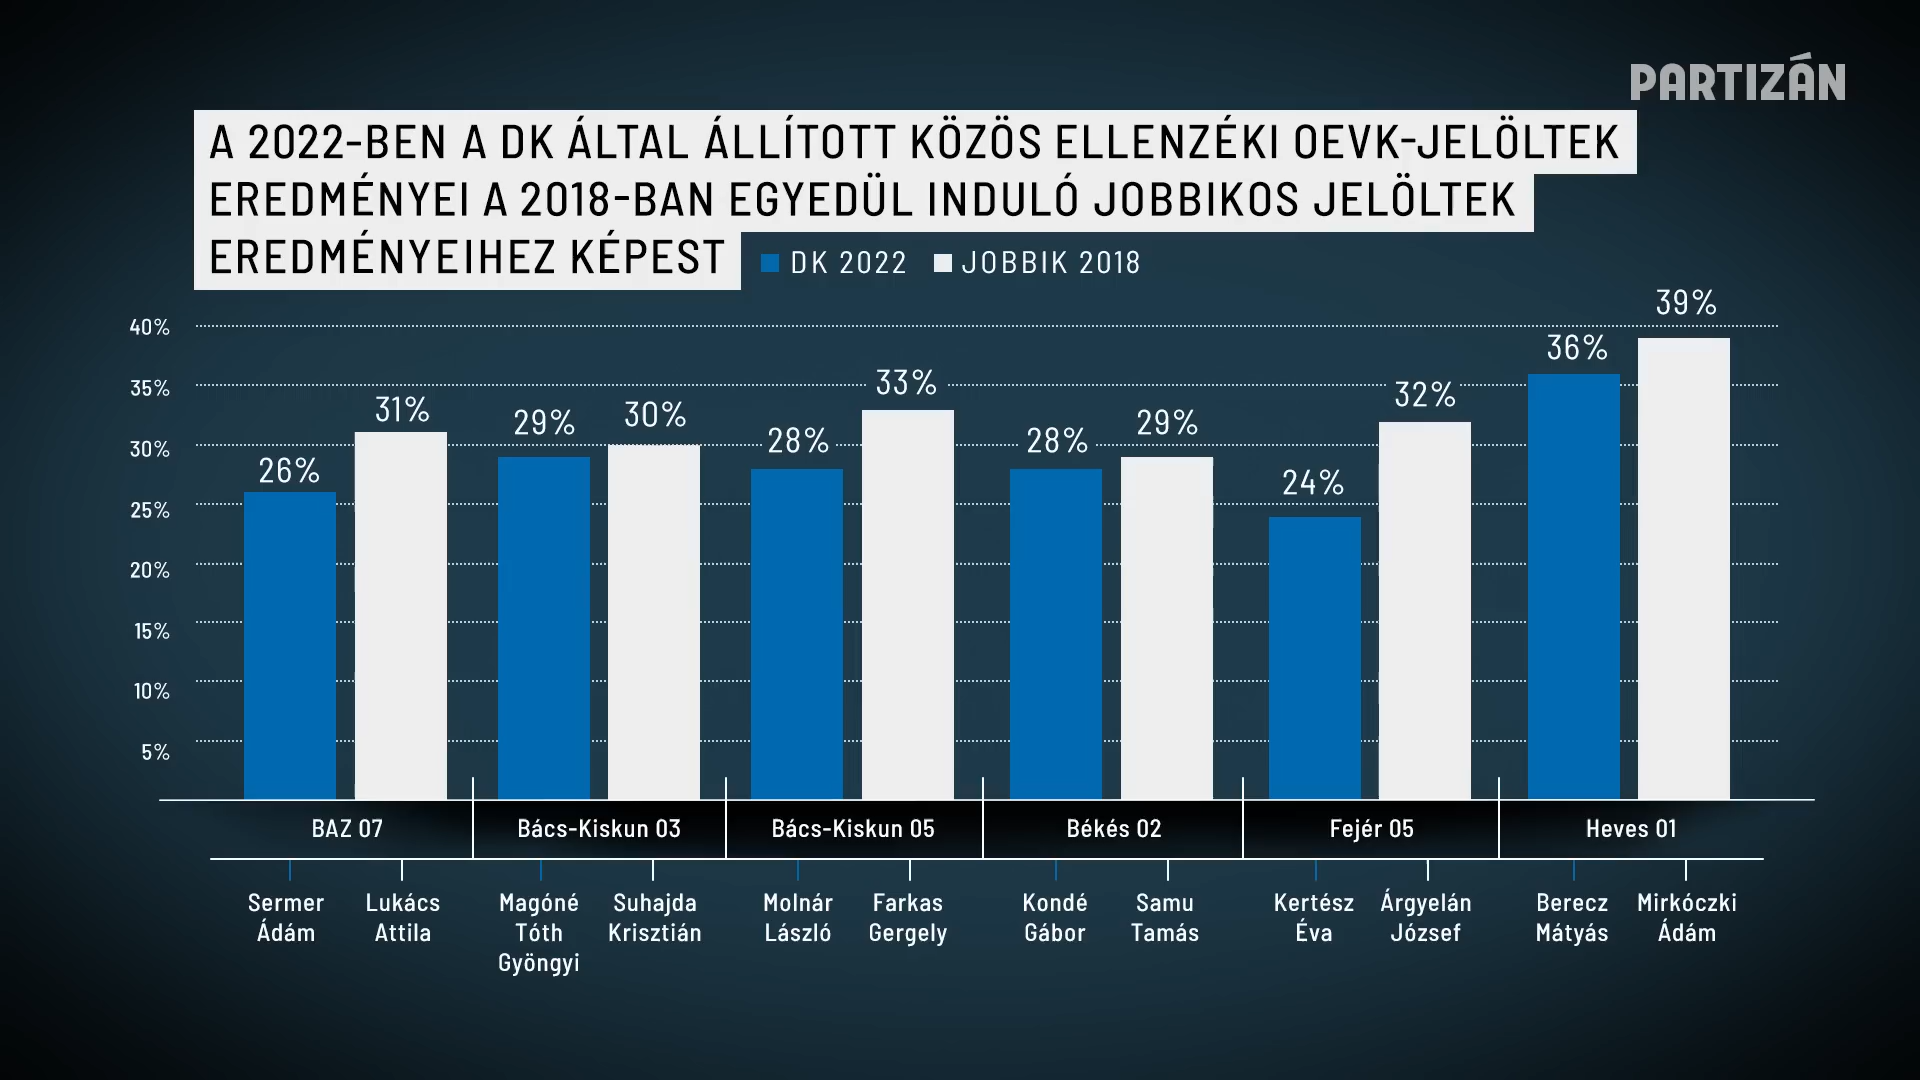 PARTIZÁN
A 2022-BEN A DK ÁLTAL ÁLLÍTOTT KÖZÖS ELLENZÉKI OEVK-JELÖLTEK
EREDMÉNYEI A 2018-BAN EGYEDÜL INDULÓ JOBBIKOS JELÖLTEK
EREDMÉNYEIHEZ KÉPEST
DK 2022 JOBBIK 2018
40%
35%
30%
25%
20%
15%
10%
5%
26% 31% 29% 30% 28% 33% 28% 29% 24% 32% 36% 39%
BAZ 07 Bács-Kiskun 03 Bács-Kiskun 05 Békés 02 Fejér 05 Heves 01
Sermer Lukács Magóné Suhajda Molnár Farkas Kondé Samu Kertész Árgyelán Berecz Mirkóczki
Ádám Attila Tóth Krisztián László Gergely Gábor Tamás Éva József Mátyás Ádám
Gyöngyi